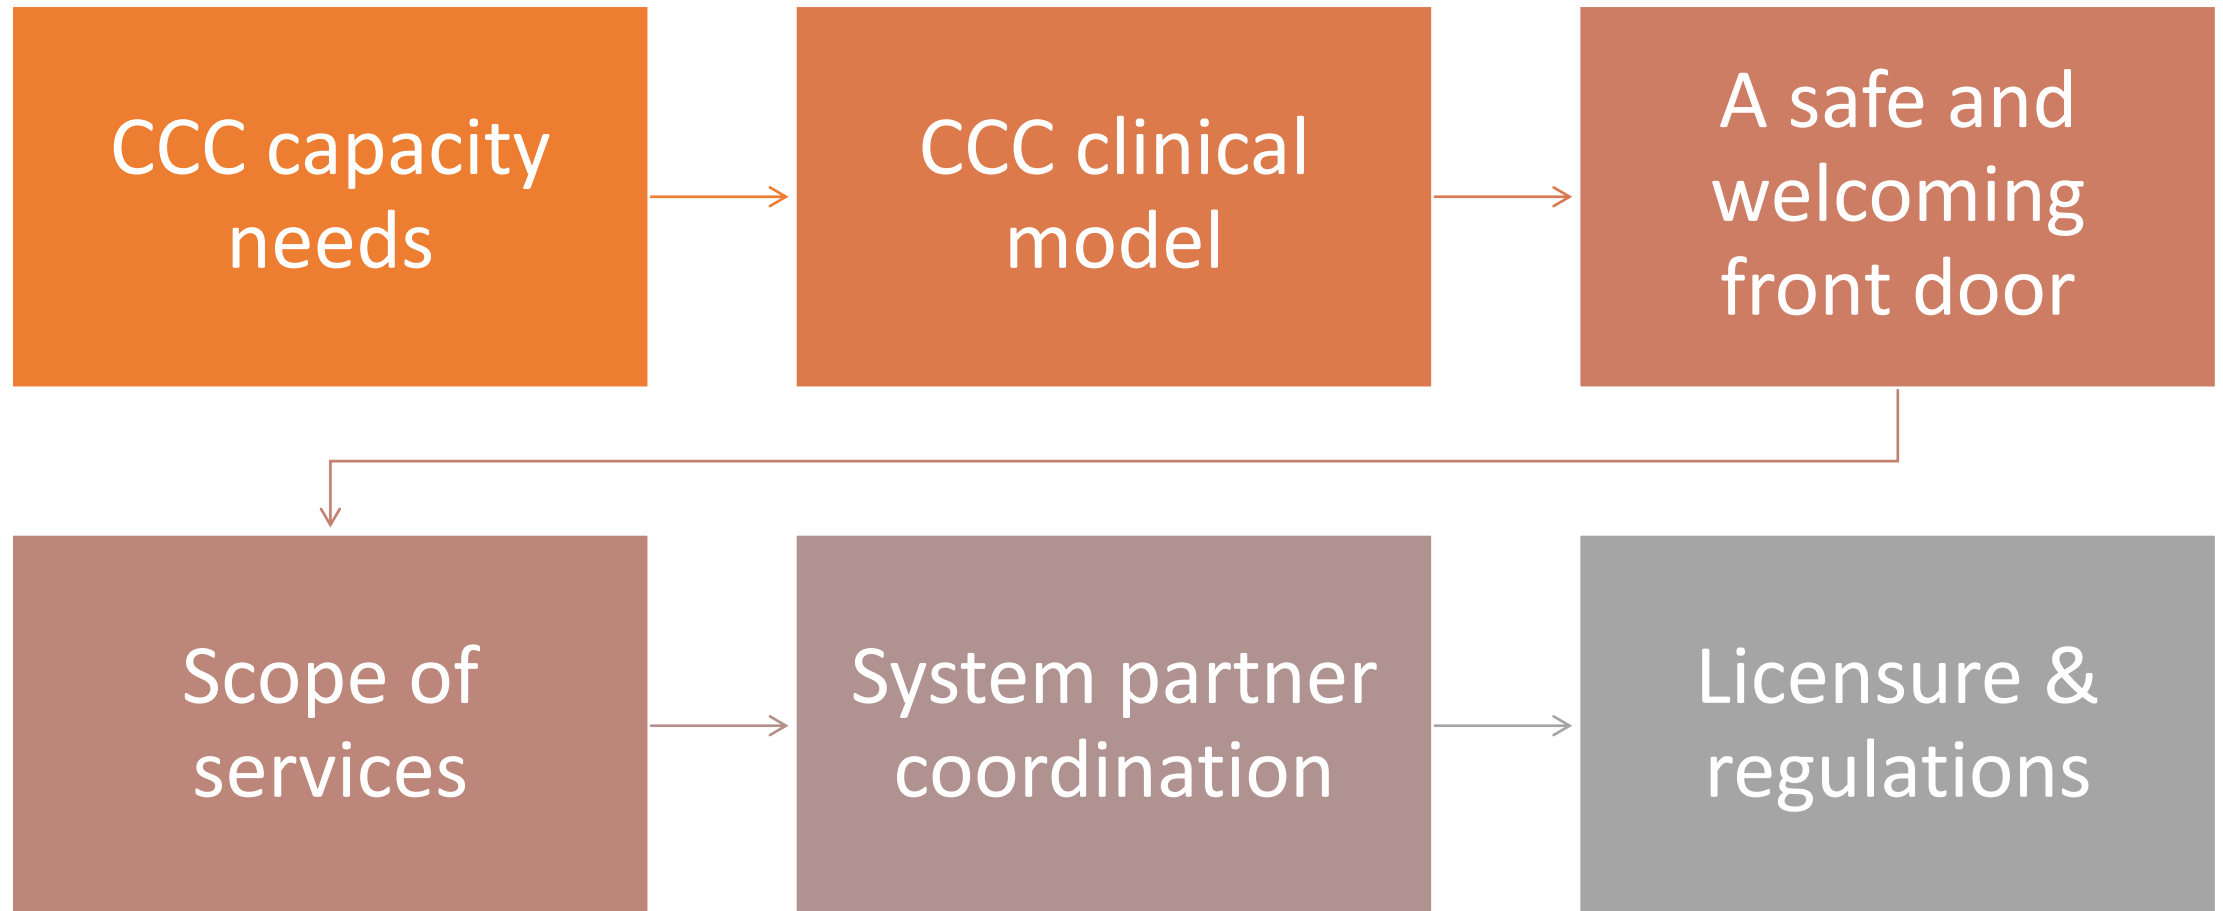 CCC capacity
needs
CCC clinical
model
A safe and
welcoming
front door
Scope of
services
System partner
coordination
Licensure &
regulations